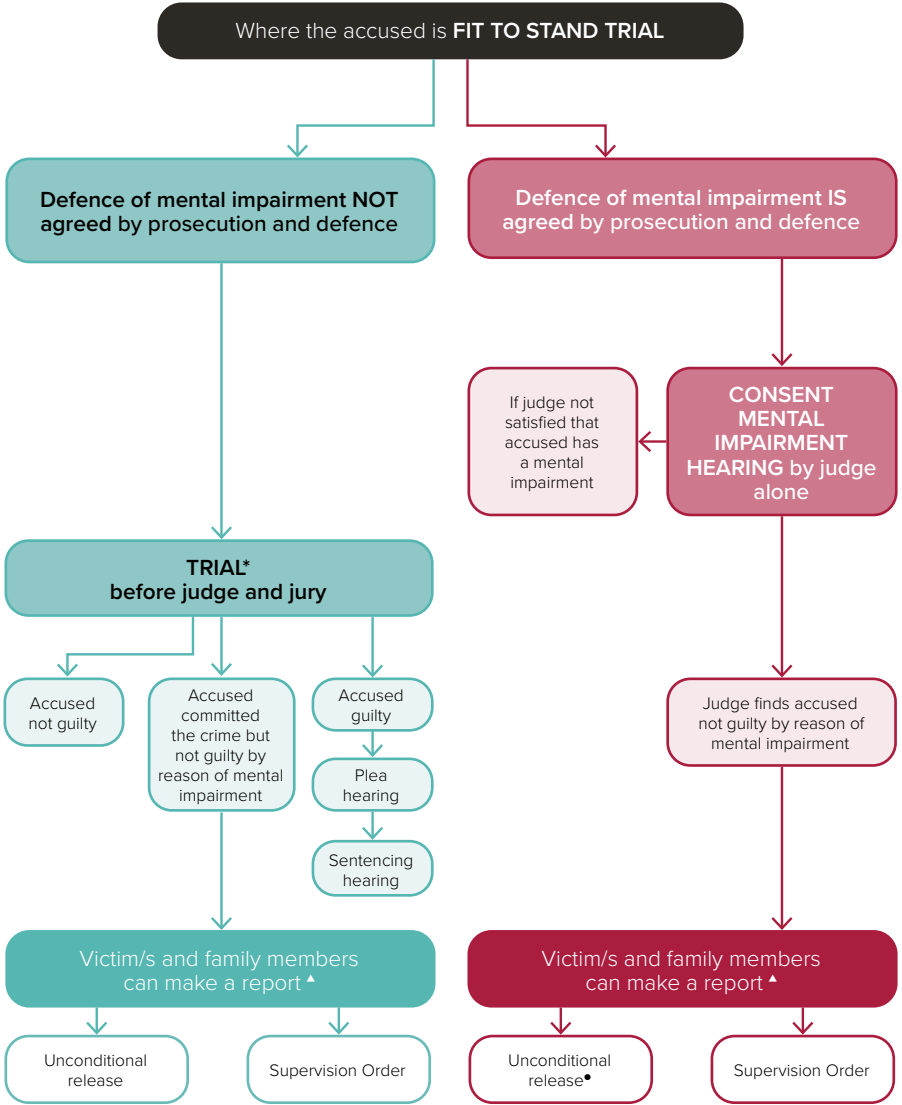 Where the accused is FIT TO STAND TRIAL
Defence of mental impairment NOT
agreed by prosecution and defence
Defence of mental impairment IS
agreed by prosecution and defence
If judge not
satisfied that
accused has
a mental
impairment
CONSENT
MENTAL
IMPAIRMENT
HEARING by judge
alone
TRIAL*
before judge and jury
Accused
not guilty
Accused
committed
the crime but
not guilty by
reason of mental
impairment
Accused
guilty
Plea
hearing
Sentencing
hearing
Judge finds accused
not guilty by reason of
mental impairment
Victim/s and family members
can make a report ▲
Victim/s and family members
can make a report ▲
Unconditional
release
Supervision Order
Unconditional
release●
Supervision Order